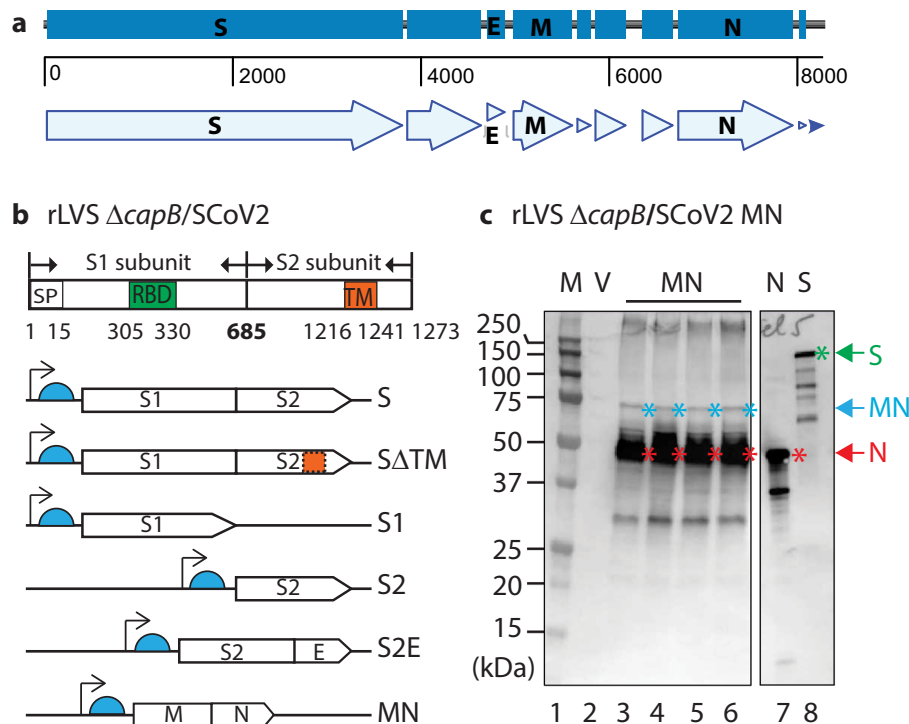 a S E M N
0 2000 4000 6000 8000
S E M N
b rLVS ΔcapB/SCoV2
S1 subunit S2 subunit
SP RBD TM
1 15 305 330 685 1216 1241 1273
S1 S2 S
S1 S2 SΔTM
S1 S1
S2 S2
S2 E S2E
M N MN
c rLVS ΔcapB/SCoV2 MN
M V MN N S
250
150 * S
100
75
* * * * MN
50
* * * * * N
37
25
20
15
(kDa)
1 2 3 4 5 6 7 8